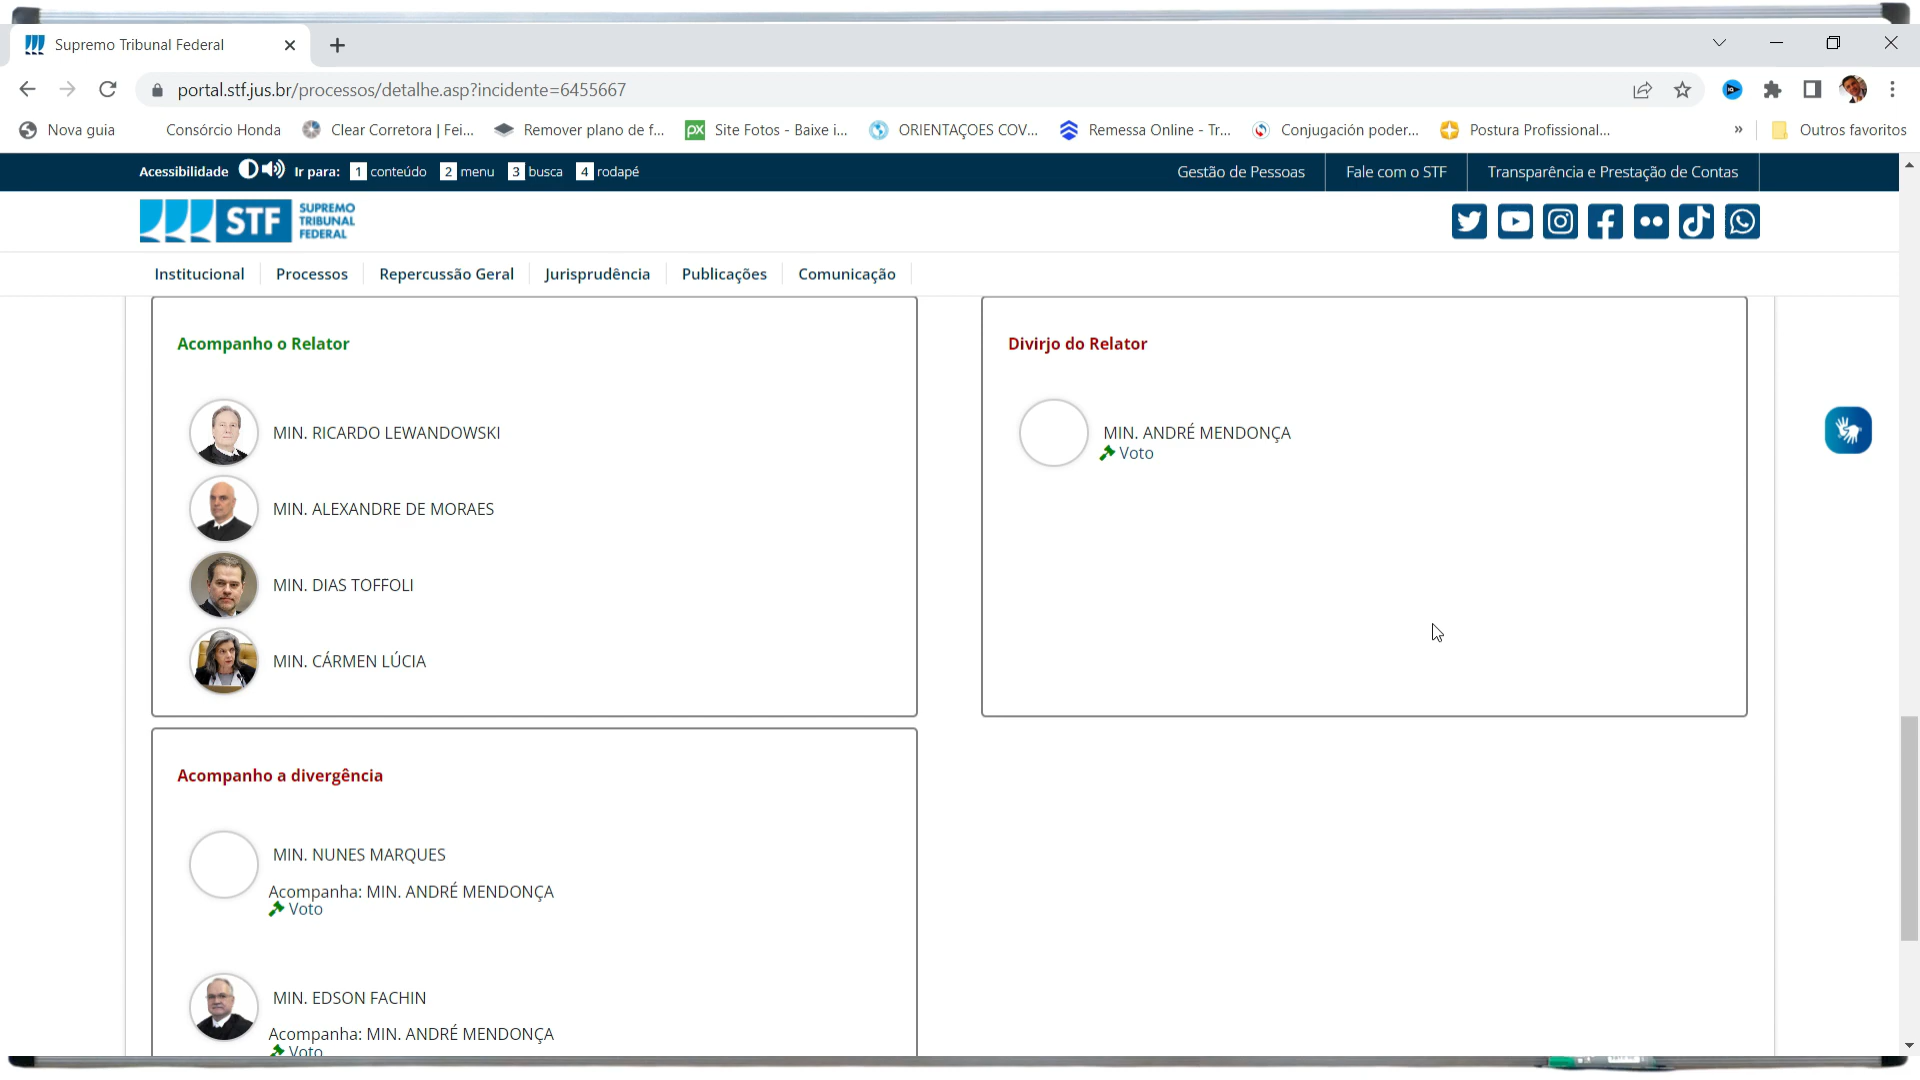 Supremo Tribunal Federal
portal.stf.jus.br/processos/detalhe.asp?incidente=6455667
Nova guia
Consórcio Honda
Clear Corretora | Fei...
Remover plano de f...
px
Site Fotos - Baixe i...
ORIENTAÇOES COV...
Remessa Online - Tr...
Conjugación poder...
Postura Profissional...
»
Outros favoritos
Acessibilidade Ir para: 1 conteúdo 2 menu 3 busca 4 rodapé
Gestão de Pessoas
Fale com o STF
Transparência e Prestação de Contas
STF
SUPREMO
TRIBUNAL
FEDERAL
Institucional
Processos
Repercussão Geral
Jurisprudência
Publicações
Comunicação
Acompanho o Relator
MIN. RICARDO LEWANDOWSKI
MIN. ALEXANDRE DE MORAES
MIN. DIAS TOFFOLI
MIN. CÁRMEN LÚCIA
Divirjo do Relator
MIN. ANDRÉ MENDONÇA
Voto
Acompanho a divergência
MIN. NUNES MARQUES
Acompanha: MIN. ANDRÉ MENDONÇA
Voto
MIN. EDSON FACHIN
Acompanha: MIN. ANDRÉ MENDONÇA
Voto